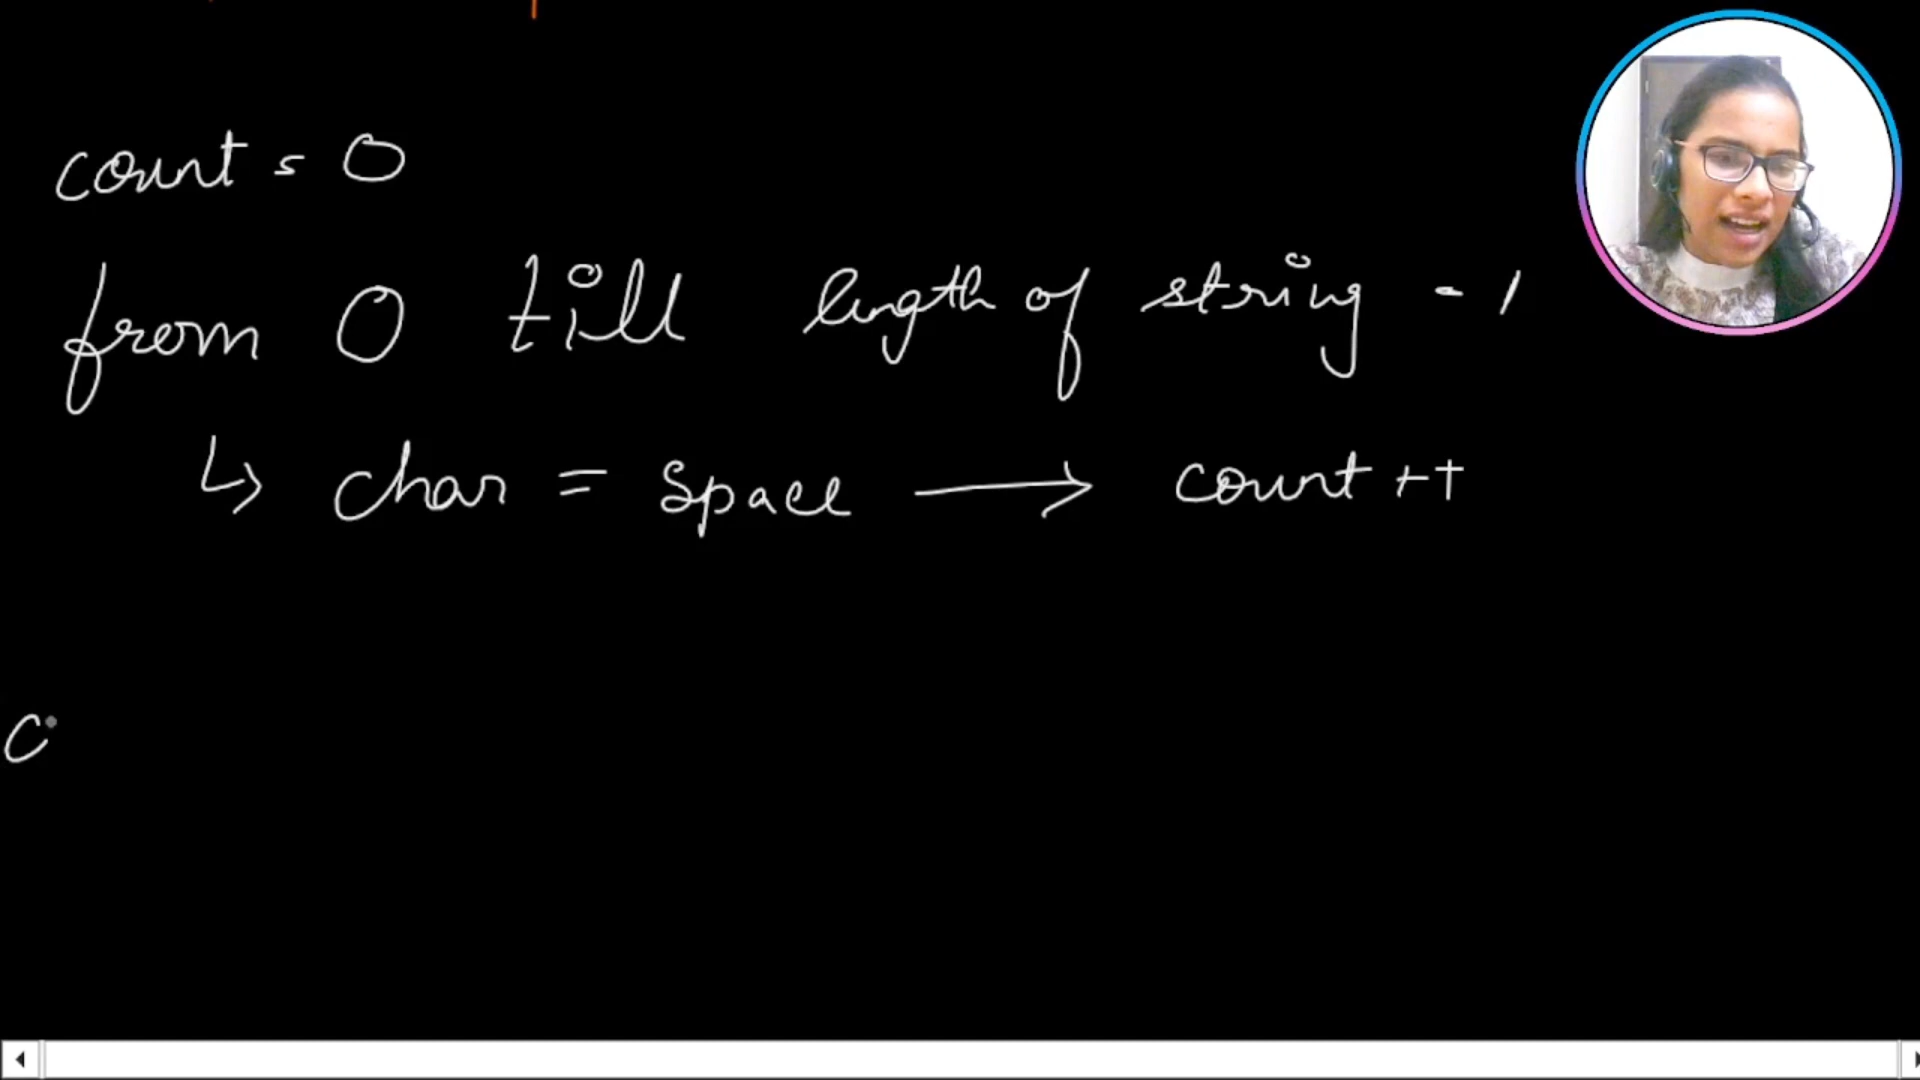 count = 0
from 0 till length of string - 1
↳ char = space → count ++
c